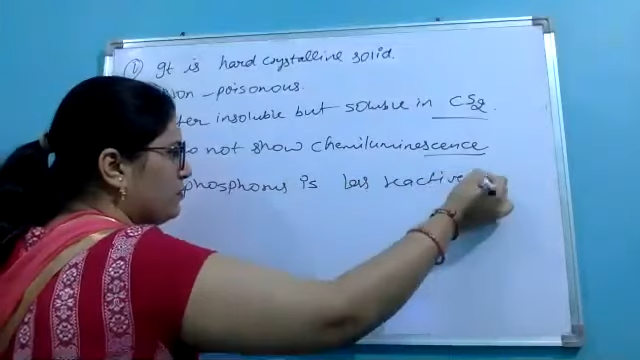 ① It is hard crystalline solid.
Non-poisonous.
ter insoluble but soluble in CS₂.
o not show chemiluminescence
phosphorus is less reactive